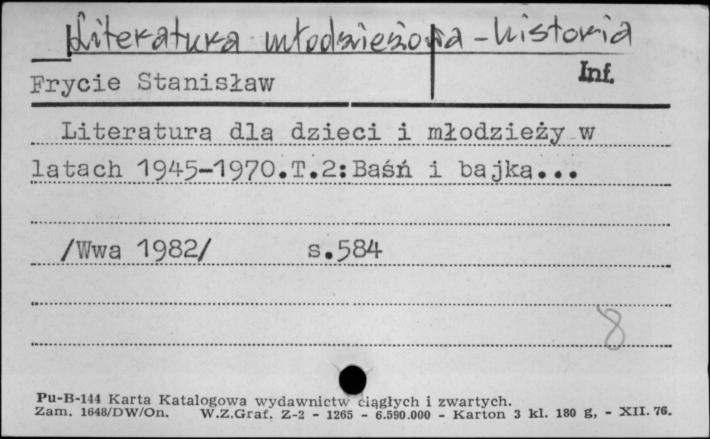 Literatura młodzieżowa - historia
Frycie Stanisław
Inf.
Literatura dla dzieci i młodzieży w
latach 1945-1970.T.2:Baśń i bajka...
/Wwa 1982/ s.584
8
Pu-B-144 Karta Katalogowa wydawnictw ciągłych i zwartych.
Zam. 1648/DW/On. W.Z.Graf. Z-2 - 1265 - 6.590.000 - Karton 3 kl. 180 g, - XII. 76.